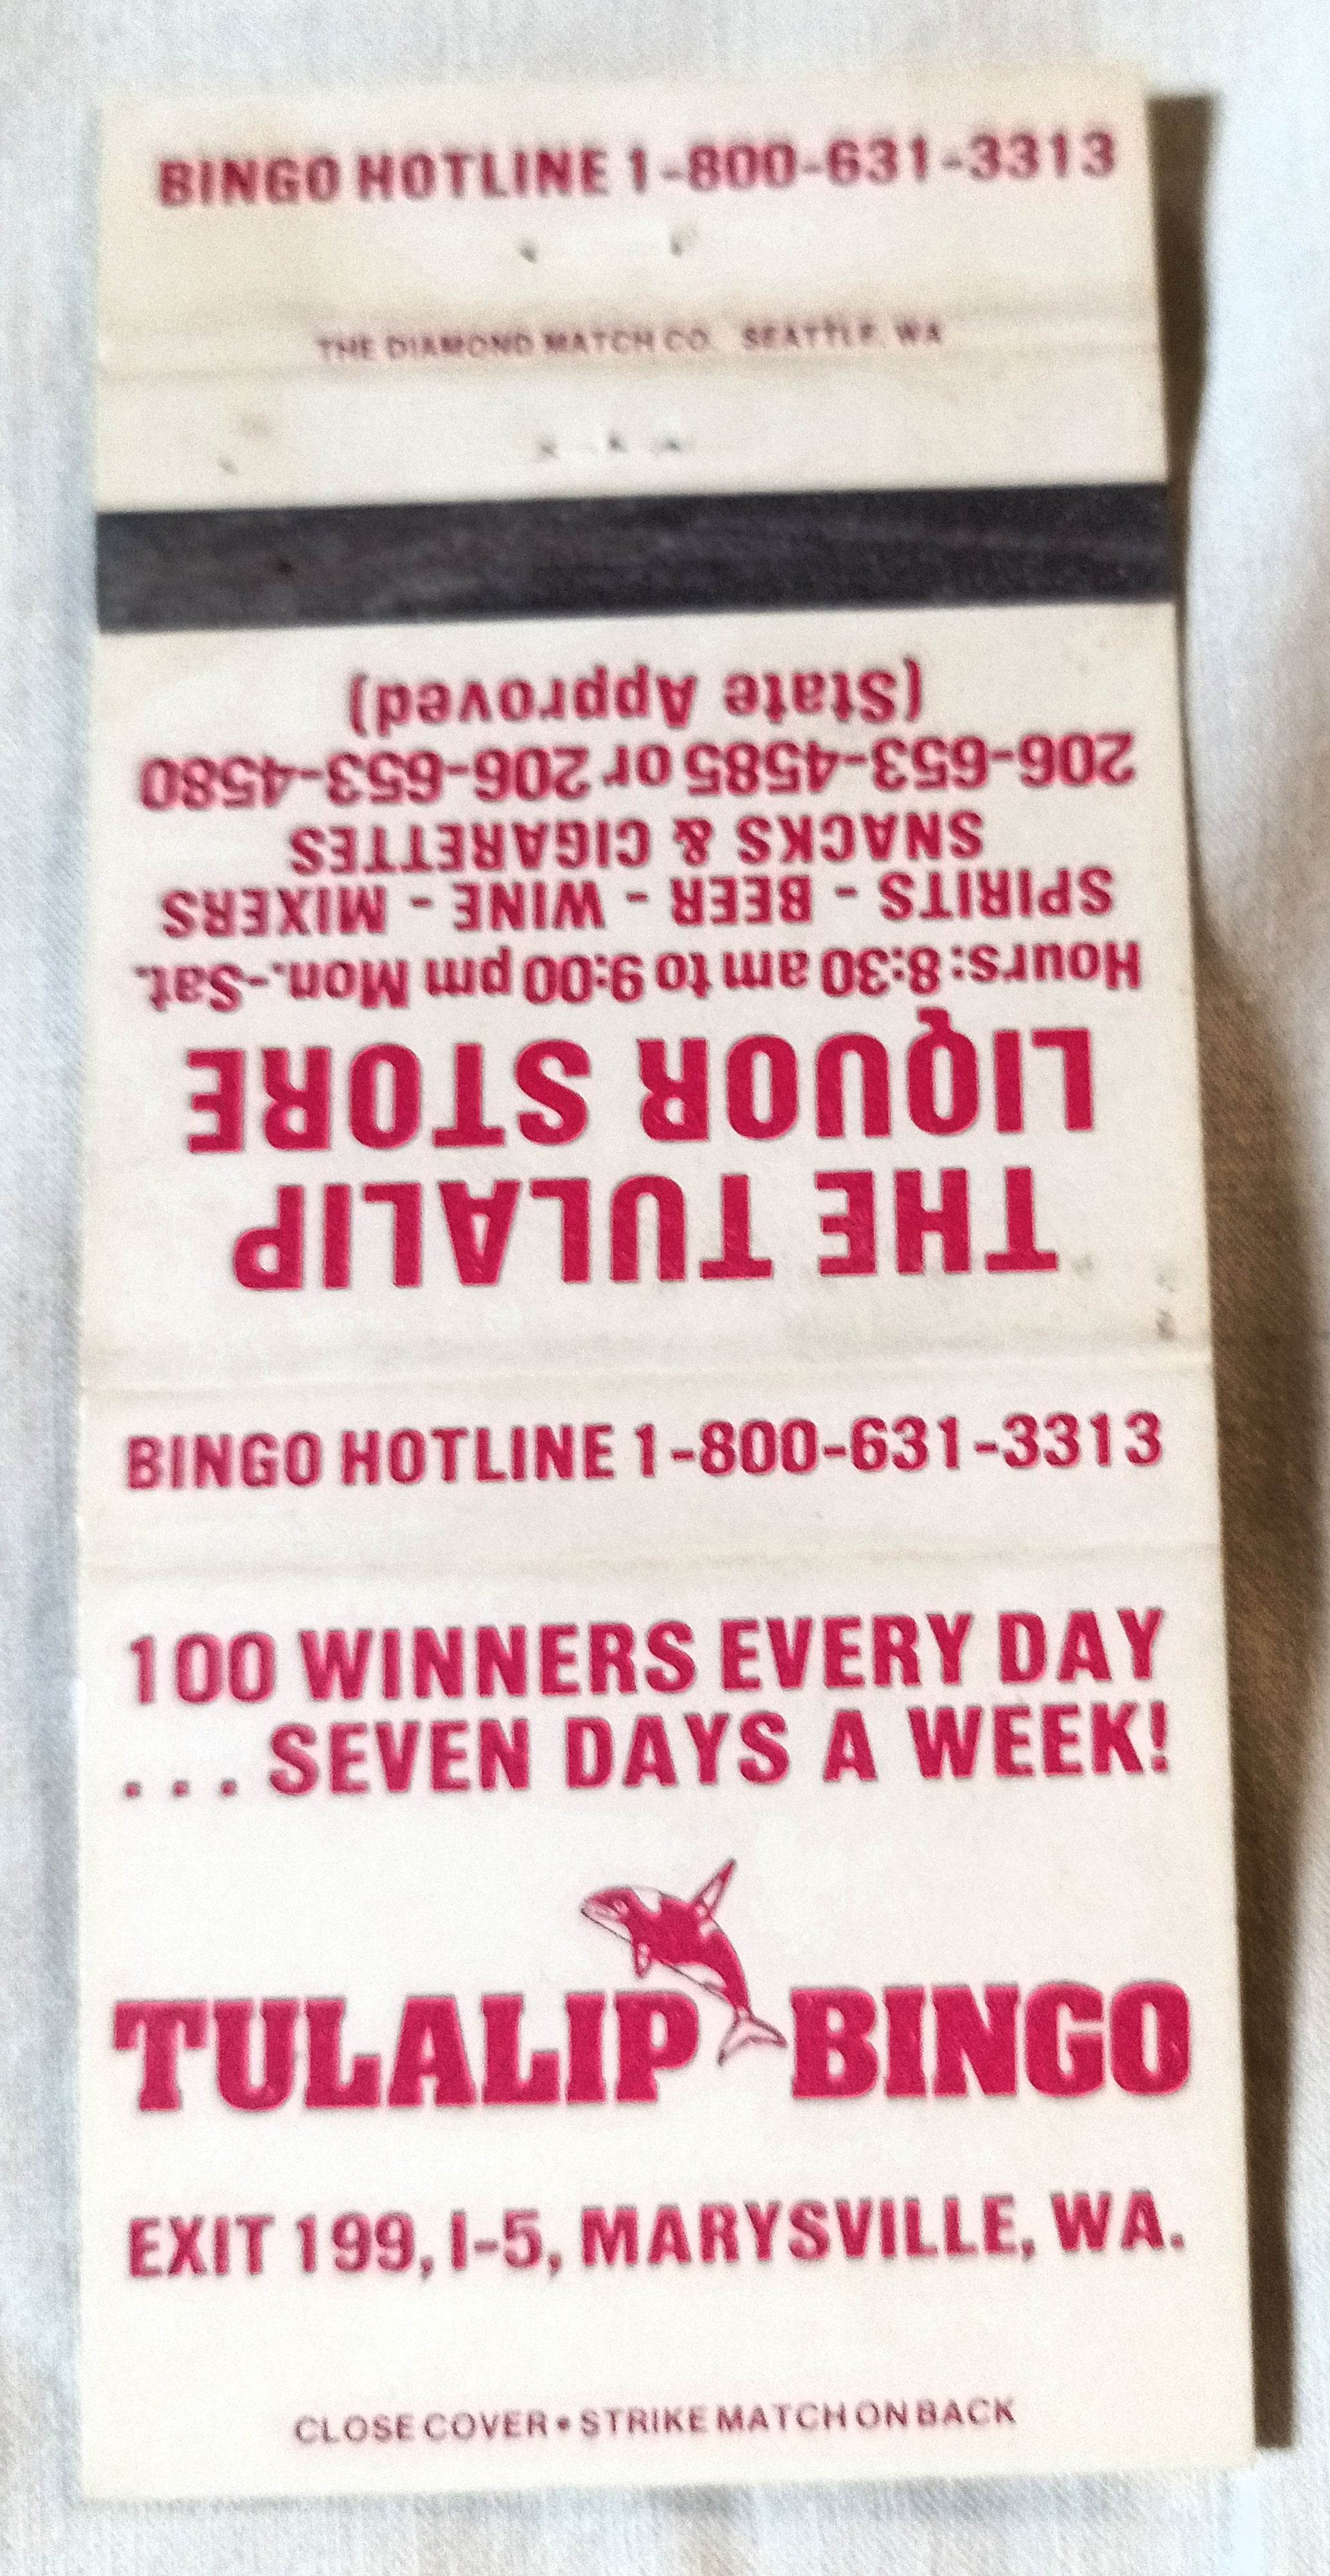 BINGO HOTLINE 1-800-631-3313
THE DIAMOND MATCH CO. SEATTLE, WA
THE TULALIP
LIQUOR STORE
Hours: 8:30 am to 9:00 pm Mon.-Sat.
SPIRITS - BEER - WINE - MIXERS
SNACKS & CIGARETTES
206-653-4585 or 206-653-4580
(State Approved)
BINGO HOTLINE 1-800-631-3313
100 WINNERS EVERY DAY
. . . SEVEN DAYS A WEEK!
TULALIP BINGO
EXIT 199, I-5, MARYSVILLE, WA.
CLOSE COVER • STRIKE MATCH ON BACK